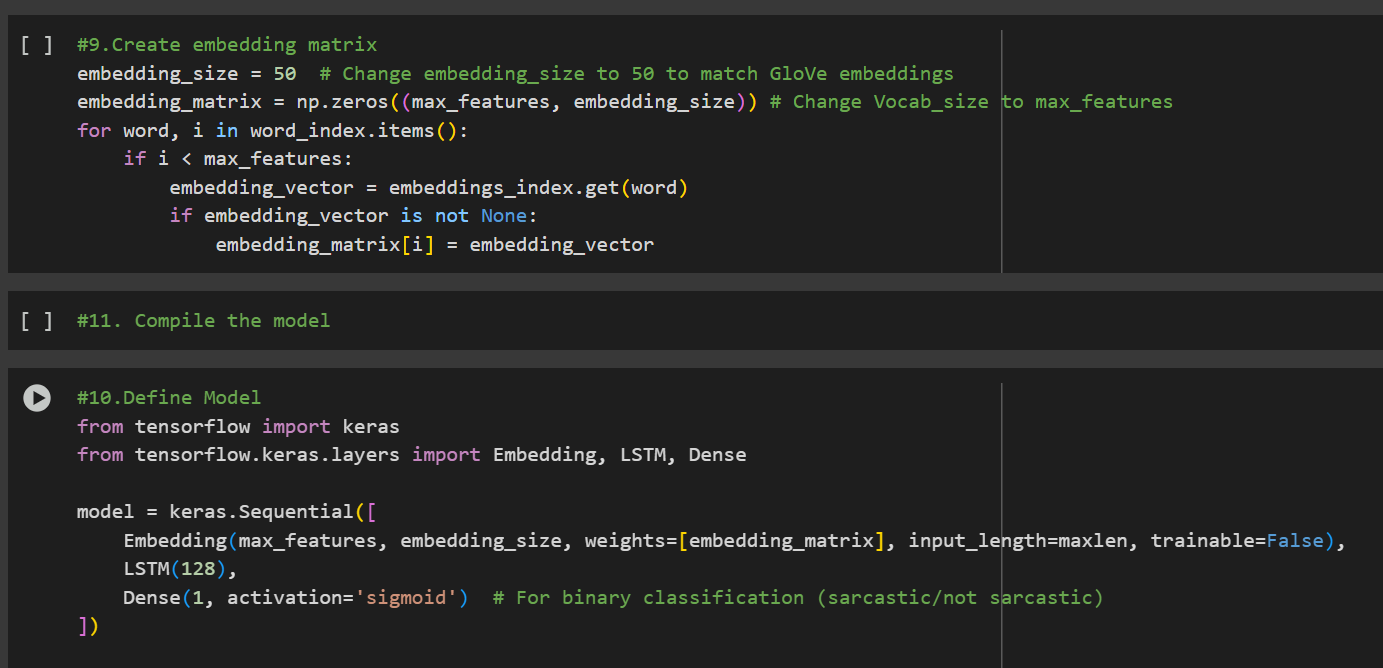 [ ] #9.Create embedding matrix
embedding_size = 50  # Change embedding_size to 50 to match GloVe embeddings
embedding_matrix = np.zeros((max_features, embedding_size)) # Change Vocab_size to max_features
for word, i in word_index.items():
    if i < max_features:
        embedding_vector = embeddings_index.get(word)
        if embedding_vector is not None:
            embedding_matrix[i] = embedding_vector
[ ] #11. Compile the model
#10.Define Model
from tensorflow import keras
from tensorflow.keras.layers import Embedding, LSTM, Dense
model = keras.Sequential([
    Embedding(max_features, embedding_size, weights=[embedding_matrix], input_length=maxlen, trainable=False),
    LSTM(128),
    Dense(1, activation='sigmoid')  # For binary classification (sarcastic/not sarcastic)
])